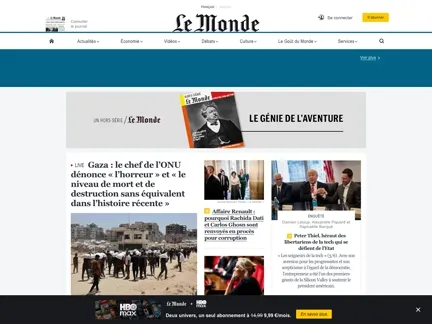 Français
Consulter
le journal
Le Monde
Se connecter
S'abonner
Actualités
Économie
Vidéos
Débats
Culture
Le Goût du Monde
Services
Voir plus
UN HORS-SÉRIE / Le Monde
Le Monde
LE GÉNIE DE L'AVENTURE
LIVE Gaza : le chef de l'ONU
dénonce « l'horreur » et « le
niveau de mort et de
destruction sans équivalent
dans l'histoire récente »
Affaire Renault :
pourquoi Rachida Dati
et Carlos Ghosn sont
renvoyés en procès
pour corruption
ENQUÊTE
Peter Thiel, héraut des
libertariens de la tech qui se
défient de l'Etat
« Les seigneurs de la tech » (3/6). Avec son
aversion pour les progressistes et
son scepticisme à l'égard de la démocratie,
l'entrepreneur a été l'un des premier
géants de la Silicon Valley à soutenir le
président américain.
HBO
max
Le Monde + HBO max
Deux univers, un seul abonnement à 14,99 9,99 €/mois.
En savoir plus